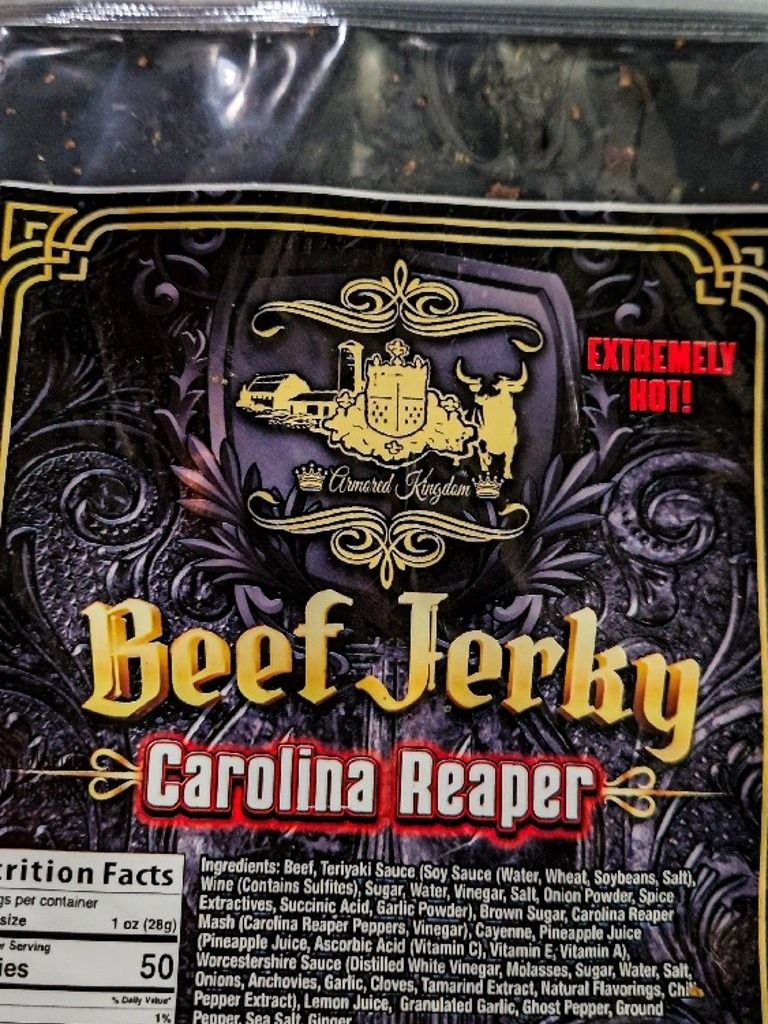 EXTREMELY
HOT!
Armored Kingdom
Beef Jerky
Carolina Reaper
trition Facts
gs per container
size 1 oz (28g)
r Serving
ies 50
% Daily Value*
1%
Ingredients: Beef, Teriyaki Sauce (Soy Sauce (Water, Wheat, Soybeans, Salt),
Wine (Contains Sulfites), Sugar, Water, Vinegar, Salt, Onion Powder, Spice
Extractives, Succinic Acid, Garlic Powder), Brown Sugar, Carolina Reaper
Mash (Carolina Reaper Peppers, Vinegar), Cayenne, Pineapple Juice
(Pineapple Juice, Ascorbic Acid (Vitamin C), Vitamin E, Vitamin A),
Worcestershire Sauce (Distilled White Vinegar, Molasses, Sugar, Water, Salt,
Onions, Anchovies, Garlic, Cloves, Tamarind Extract, Natural Flavorings, Chili
Pepper Extract), Lemon Juice, Granulated Garlic, Ghost Pepper, Ground
Pepper, Sea Salt, Ginger